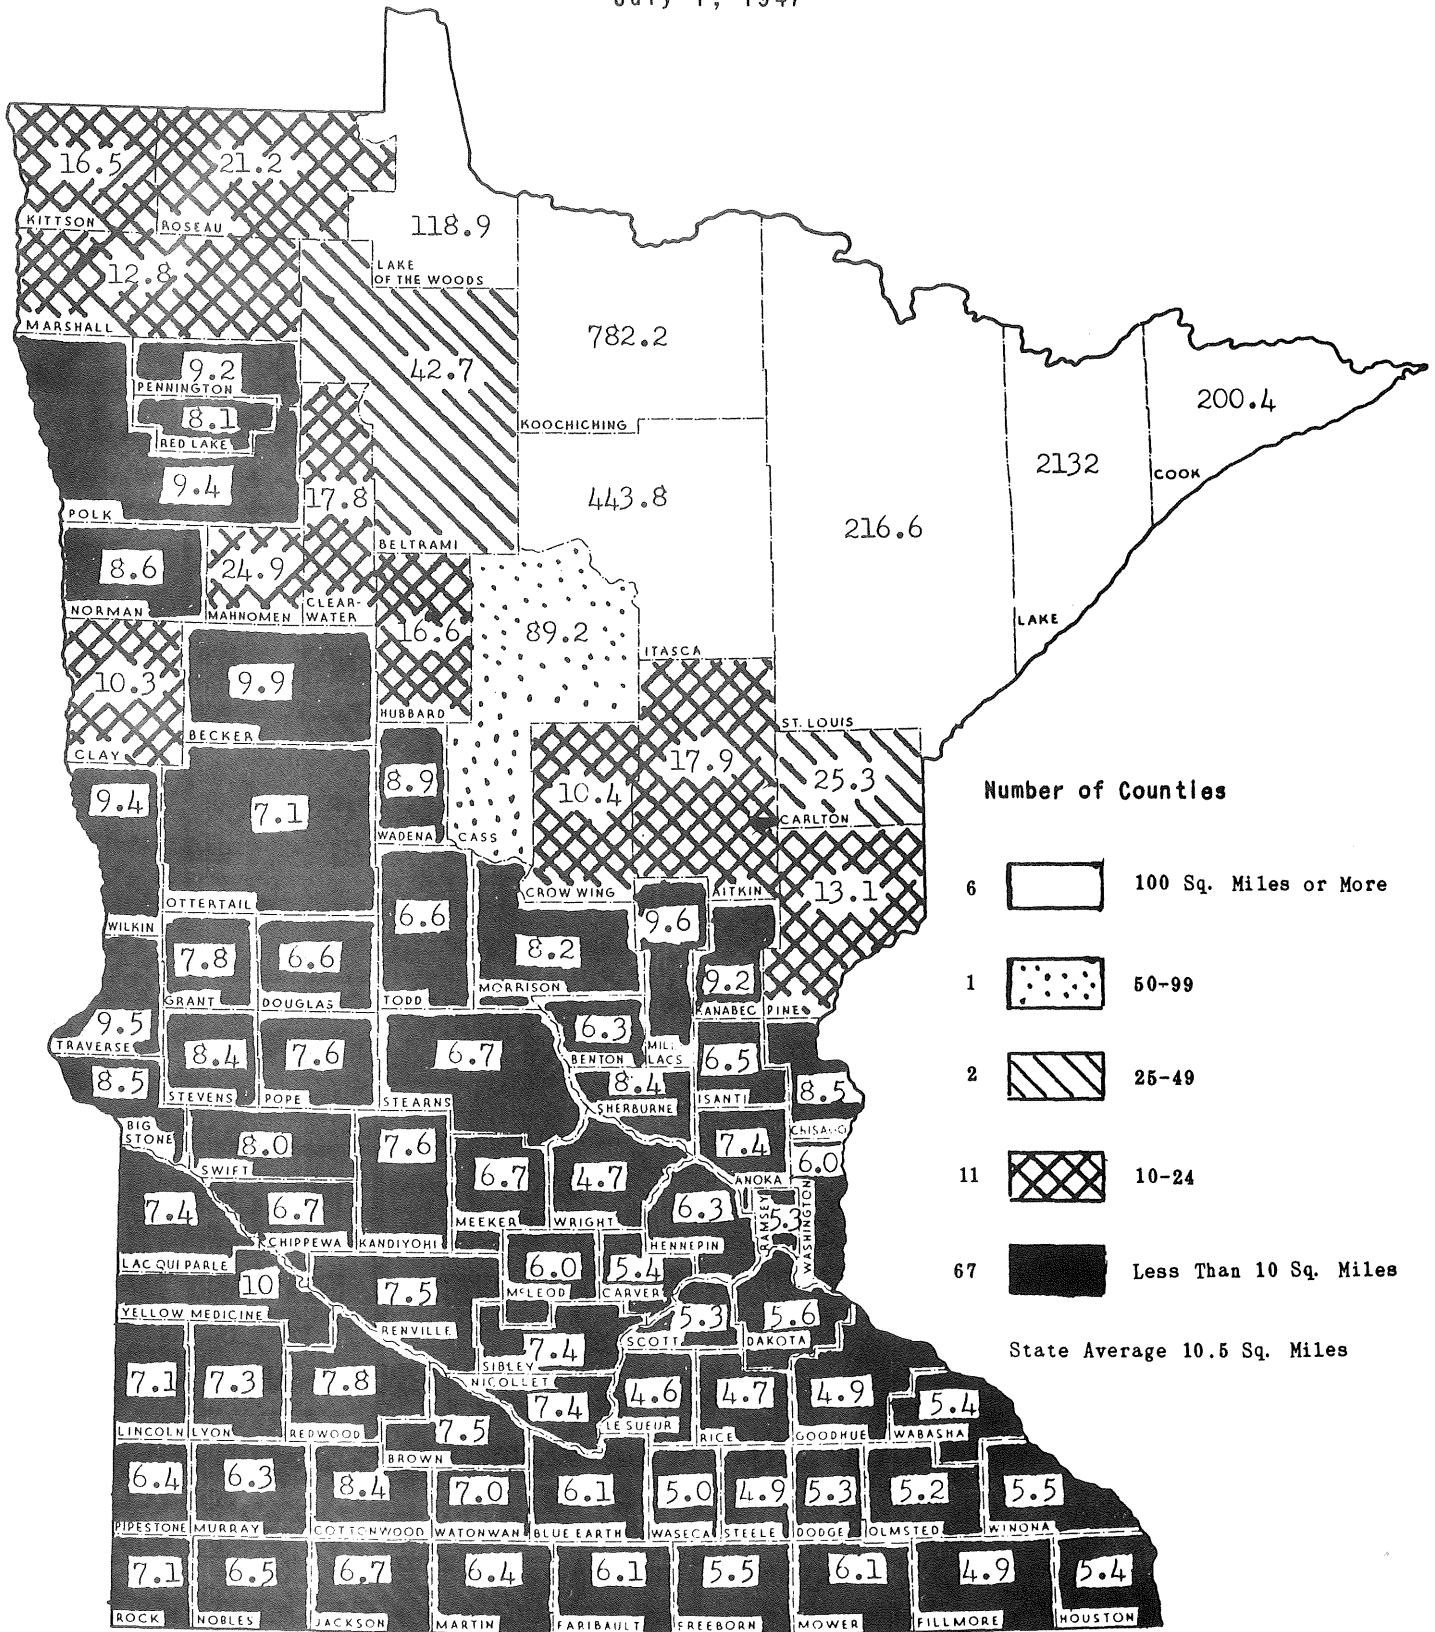 July 1, 1947
16.5
21.2
KITTSON
ROSEAU
118.9
12.8
LAKE
OF THE WOODS
MARSHALL
782.2
9.2
PENNINGTON
42.7
8.1
RED LAKE
200.4
KOOCHICHING
9.4
17.8
443.8
2132
COOK
POLK
216.6
BELTRAMI
8.6
24.9
NORMAN
MAHNOMEN
CLEAR-
WATER
16.6
89.2
LAKE
ITASCA
10.3
9.9
HUBBARD
BECKER
ST. LOUIS
CLAY
17.9
9.4
7.1
8.9
10.4
25.3
WADENA
CASS
CARLTON
Number of Counties
6 100 Sq. Miles or More
OTTERTAIL
CROW WING
AITKIN
13.1
WILKIN
6.6
9.6
7.8
6.6
8.2
9.2
1 50-99
GRANT
DOUGLAS
TODD
MORRISON
KANABEC
PINE
9.5
TRAVERSE
8.4
7.6
6.7
6.3
BENTON
MILL
LACS
6.5
8.5
STEVENS
POPE
STEARNS
8.4
SHERBURNE
ISANTI
8.5
2 25-49
BIG
STONE
8.0
SWIFT
7.6
7.4
CHISAGO
6.0
6.7
4.7
ANOKA
11 10-24
7.4
6.7
CHIPPEWA
KANDIYOHI
MEEKER
WRIGHT
6.3
HENNEPIN
RAMSEY
5.3
WASHINGTON
LAC QUI PARLE
10
7.5
6.0
McLEOD
5.4
CARVER
67 Less Than 10 Sq. Miles
YELLOW MEDICINE
RENVILLE
7.4
SIBLEY
5.3
SCOTT
5.6
DAKOTA
State Average 10.5 Sq. Miles
7.1
7.3
7.8
NICOLLET
7.4
4.6
4.7
4.9
5.4
LINCOLN
LYON
REDWOOD
7.5
BROWN
LE SUEUR
RICE
GOODHUE
WABASHA
6.4
6.3
8.4
7.0
6.1
5.0
4.9
5.3
5.2
5.5
PIPESTONE
MURRAY
COTTONWOOD
WATONWAN
BLUE EARTH
WASECA
STEELE
DODGE
OLMSTED
WINONA
7.1
6.5
6.7
6.4
6.1
5.5
6.1
4.9
5.4
ROCK
NOBLES
JACKSON
MARTIN
FARIBAULT
FREEBORN
MOWER
FILLMORE
HOUSTON